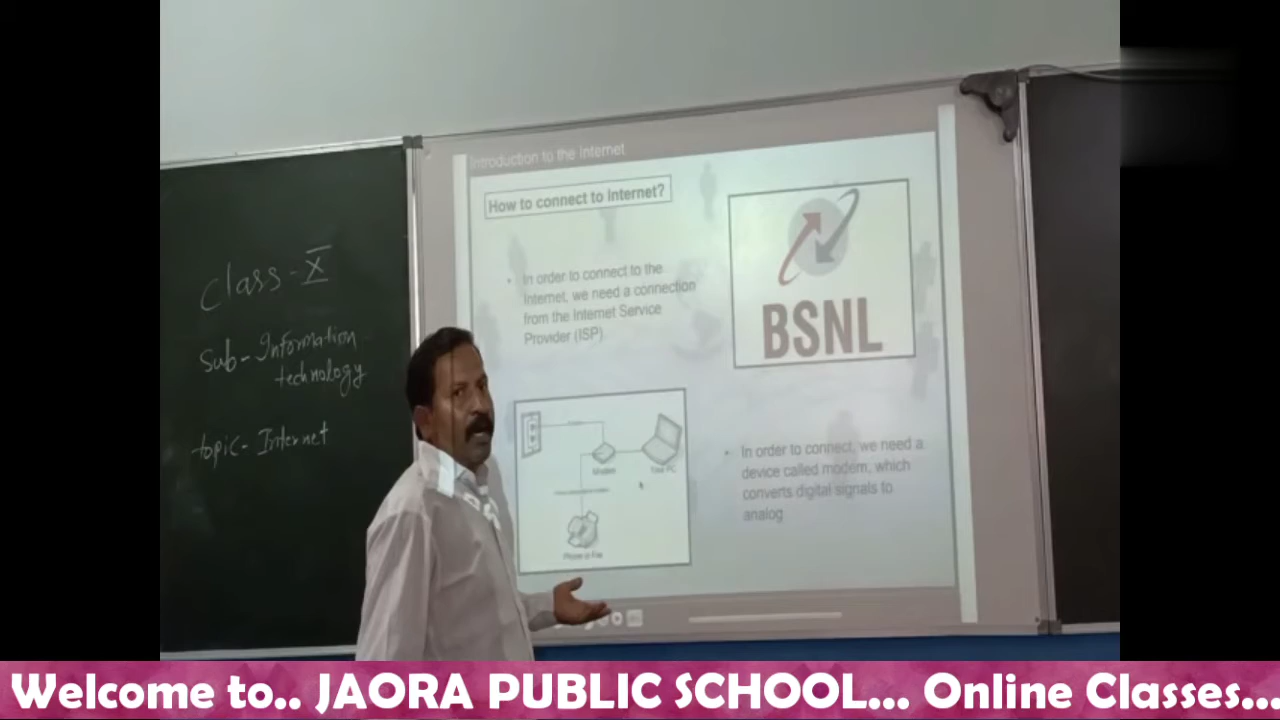 Introduction to the Internet
How to connect to internet?
• In order to connect to the
Internet, we need a connection
from the Internet Service
Provider (ISP)
BSNL
Class - X
Sub - Information
technology
topic - Internet
Modem
Your PC
Phone or Fax
• In order to connect, we need a
device called modem, which
converts digital signals to
analog
Welcome to.. JAORA PUBLIC SCHOOL... Online Classes...